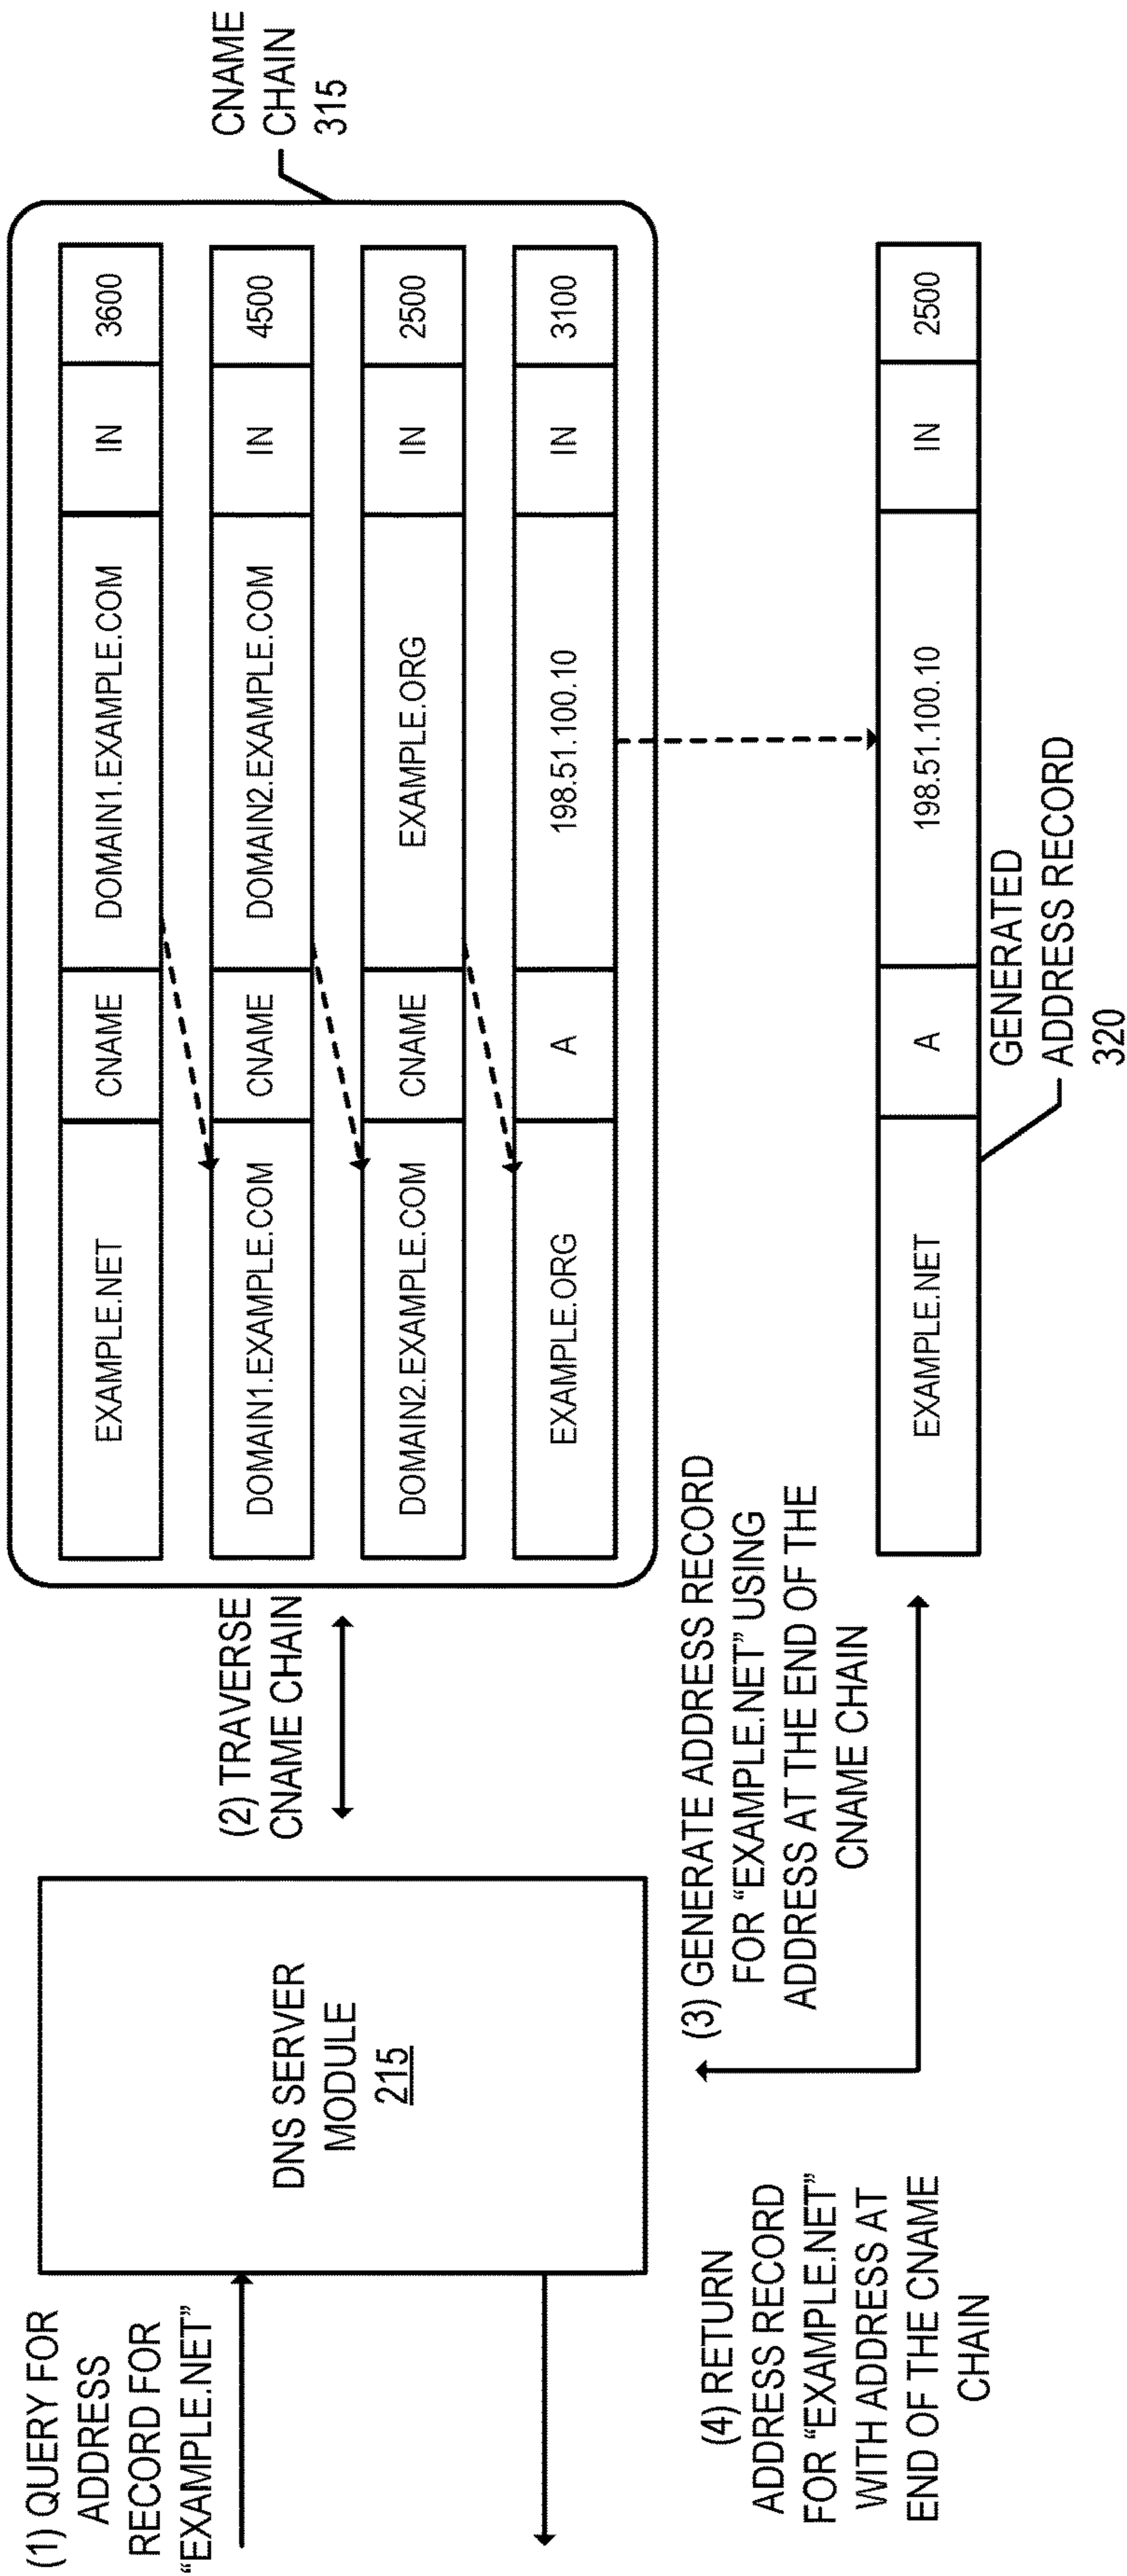 (1) QUERY FOR
ADDRESS
RECORD FOR
“EXAMPLE.NET”
DNS SERVER
MODULE
215
(2) TRAVERSE
CNAME CHAIN
EXAMPLE.NET CNAME DOMAIN1.EXAMPLE.COM IN 3600
DOMAIN1.EXAMPLE.COM CNAME DOMAIN2.EXAMPLE.COM IN 4500
DOMAIN2.EXAMPLE.COM CNAME EXAMPLE.ORG IN 2500
EXAMPLE.ORG A 198.51.100.10 IN 3100
CNAME
CHAIN
315
(3) GENERATE ADDRESS RECORD
FOR “EXAMPLE.NET” USING
ADDRESS AT THE END OF THE
CNAME CHAIN
(4) RETURN
ADDRESS RECORD
FOR “EXAMPLE.NET”
WITH ADDRESS AT
END OF THE CNAME
CHAIN
EXAMPLE.NET A 198.51.100.10 IN 2500
GENERATED
ADDRESS RECORD
320